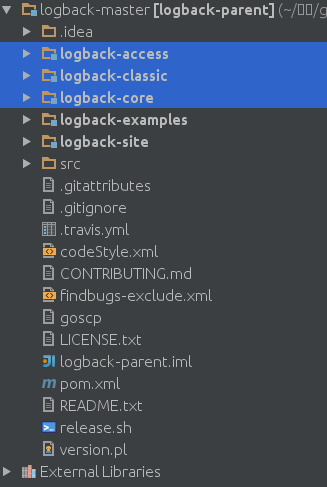 logback-master [logback-parent] (~/
.idea
logback-access
logback-classic
logback-core
logback-examples
logback-site
src
.gitattributes
.gitignore
.travis.yml
codeStyle.xml
CONTRIBUTING.md
findbugs-exclude.xml
goscp
LICENSE.txt
logback-parent.iml
pom.xml
README.txt
release.sh
version.pl
External Libraries